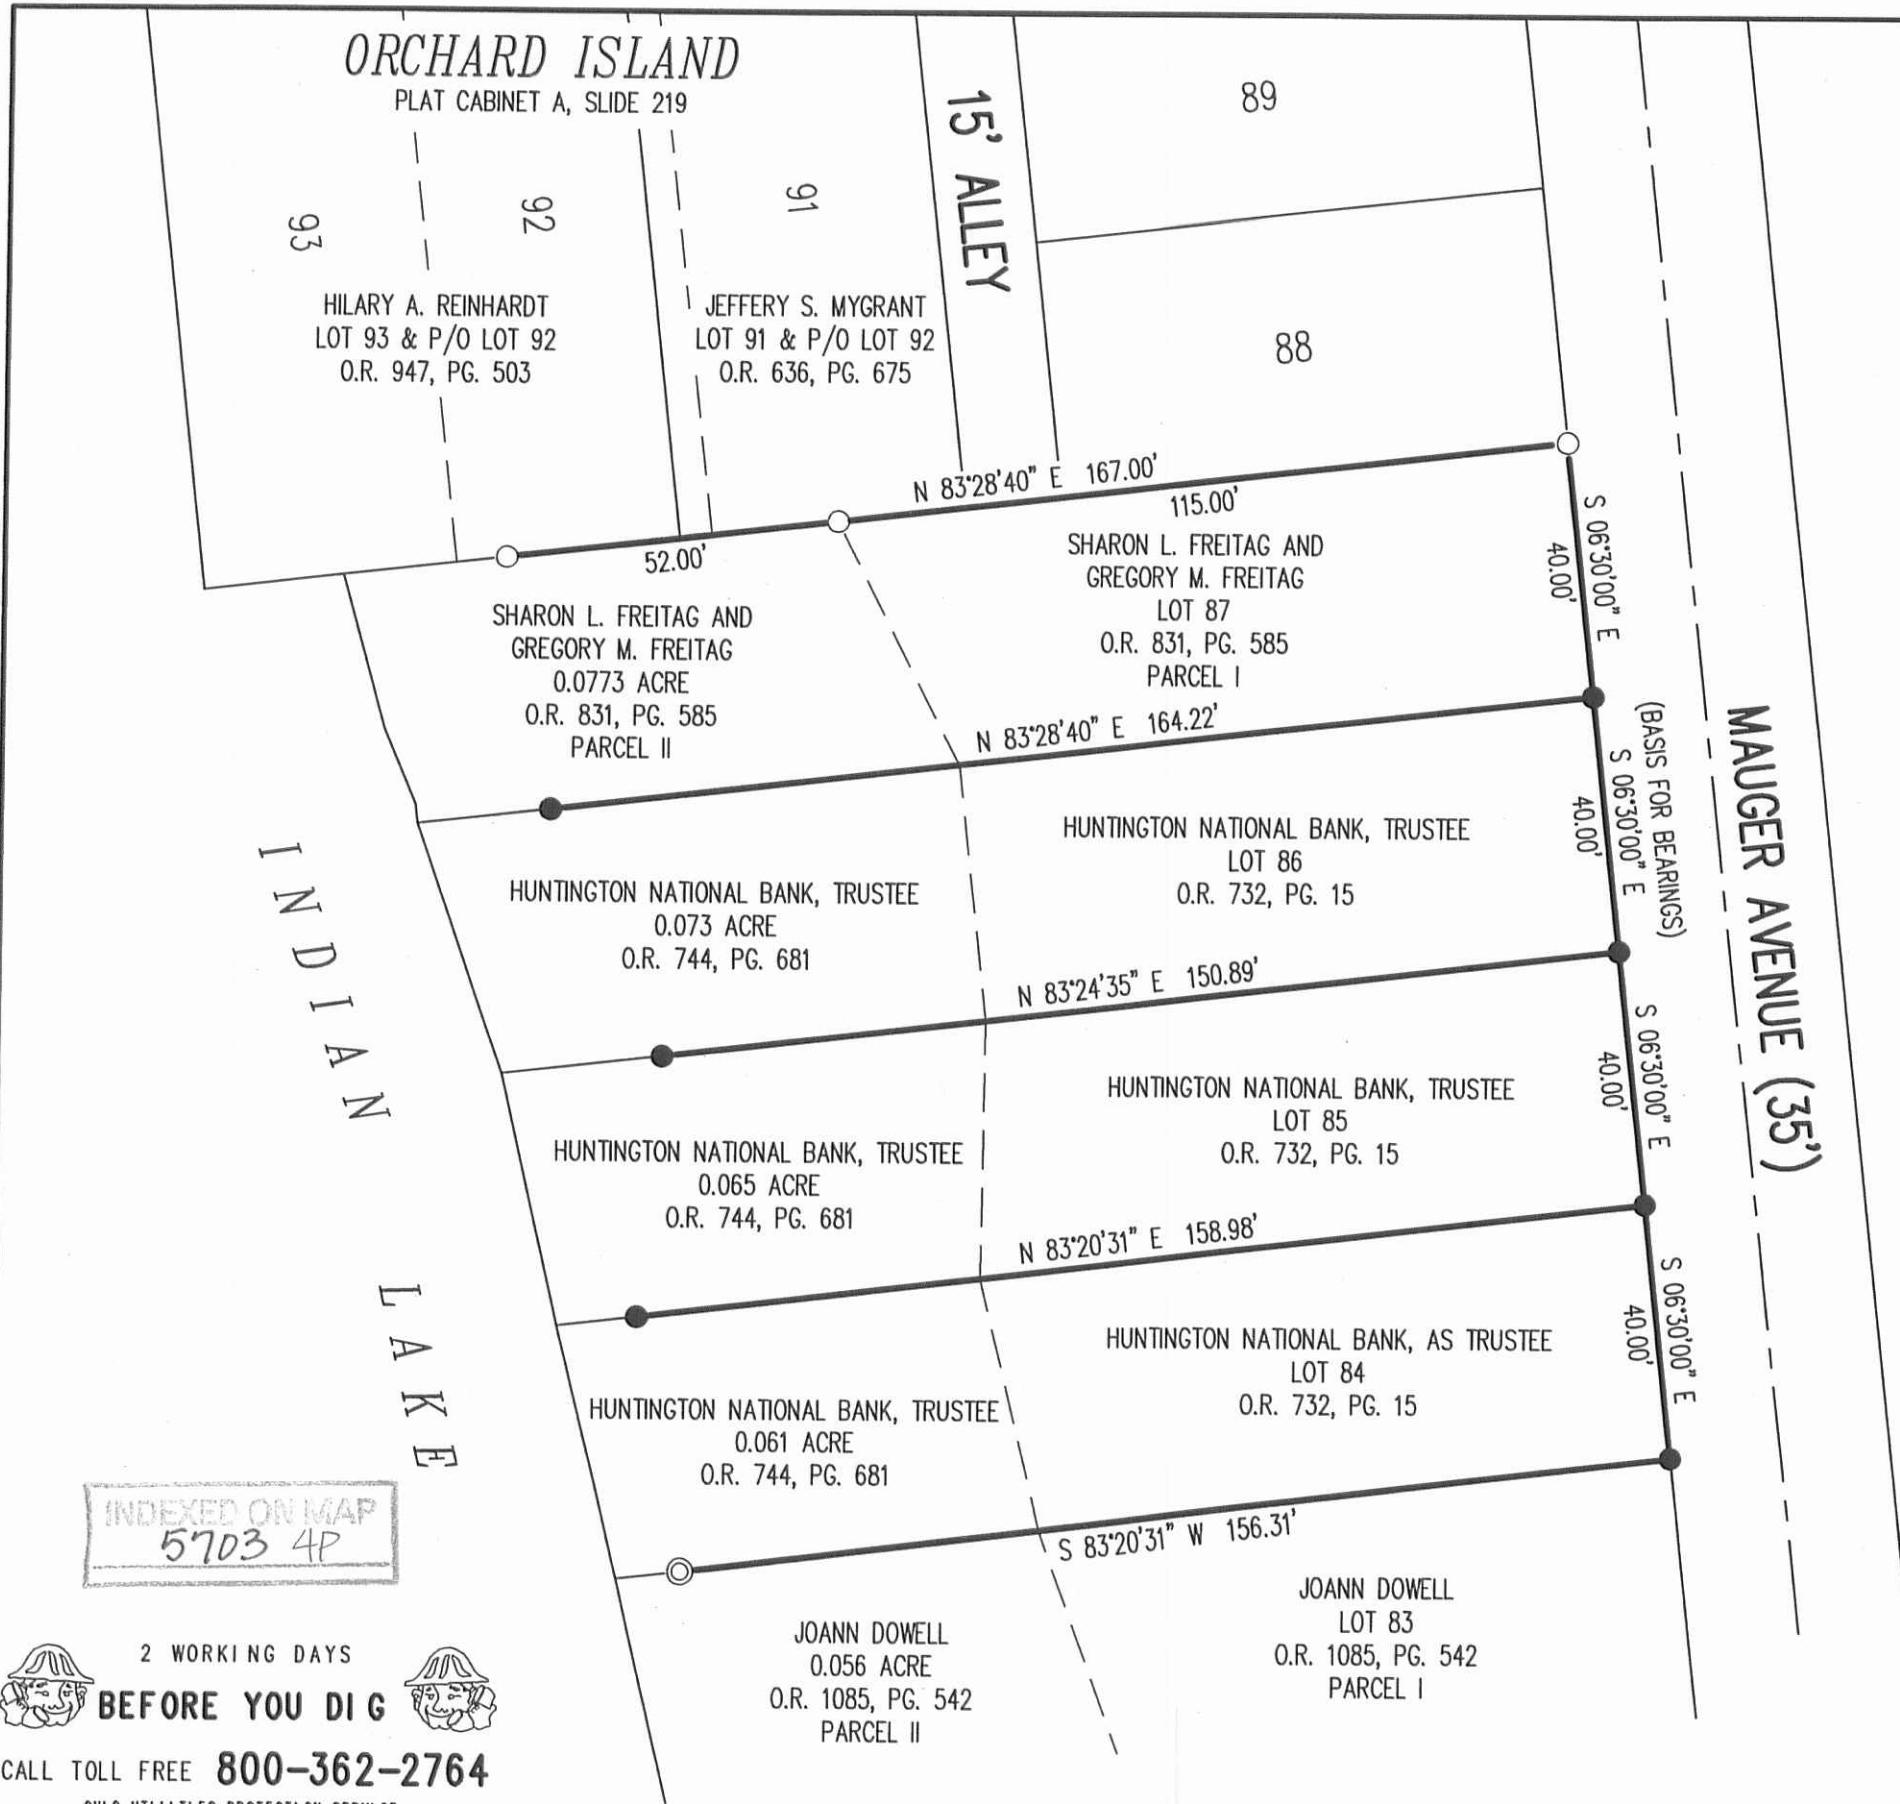 ORCHARD ISLAND
PLAT CABINET A, SLIDE 219
93
92
91
15' ALLEY
89
88
HILARY A. REINHARDT
LOT 93 & P/O LOT 92
O.R. 947, PG. 503
JEFFERY S. MYGRANT
LOT 91 & P/O LOT 92
O.R. 636, PG. 675
N 83°28'40" E 167.00'
115.00'
52.00'
S 06°30'00" E
40.00'
SHARON L. FREITAG AND
GREGORY M. FREITAG
LOT 87
O.R. 831, PG. 585
PARCEL I
SHARON L. FREITAG AND
GREGORY M. FREITAG
0.0773 ACRE
O.R. 831, PG. 585
PARCEL II
N 83°28'40" E 164.22'
(BASIS FOR BEARINGS)
S 06°30'00" E
40.00'
MAUGER AVENUE (35')
HUNTINGTON NATIONAL BANK, TRUSTEE
LOT 86
O.R. 732, PG. 15
HUNTINGTON NATIONAL BANK, TRUSTEE
0.073 ACRE
O.R. 744, PG. 681
INDIAN LAKE
N 83°24'35" E 150.89'
S 06°30'00" E
40.00'
HUNTINGTON NATIONAL BANK, TRUSTEE
LOT 85
O.R. 732, PG. 15
HUNTINGTON NATIONAL BANK, TRUSTEE
0.065 ACRE
O.R. 744, PG. 681
N 83°20'31" E 158.98'
S 06°30'00" E
40.00'
HUNTINGTON NATIONAL BANK, AS TRUSTEE
LOT 84
O.R. 732, PG. 15
HUNTINGTON NATIONAL BANK, TRUSTEE
0.061 ACRE
O.R. 744, PG. 681
S 83°20'31" W 156.31'
JOANN DOWELL
LOT 83
O.R. 1085, PG. 542
PARCEL I
JOANN DOWELL
0.056 ACRE
O.R. 1085, PG. 542
PARCEL II
INDEXED ON MAP
5703 4P
2 WORKING DAYS
BEFORE YOU DIG
CALL TOLL FREE 800-362-2764